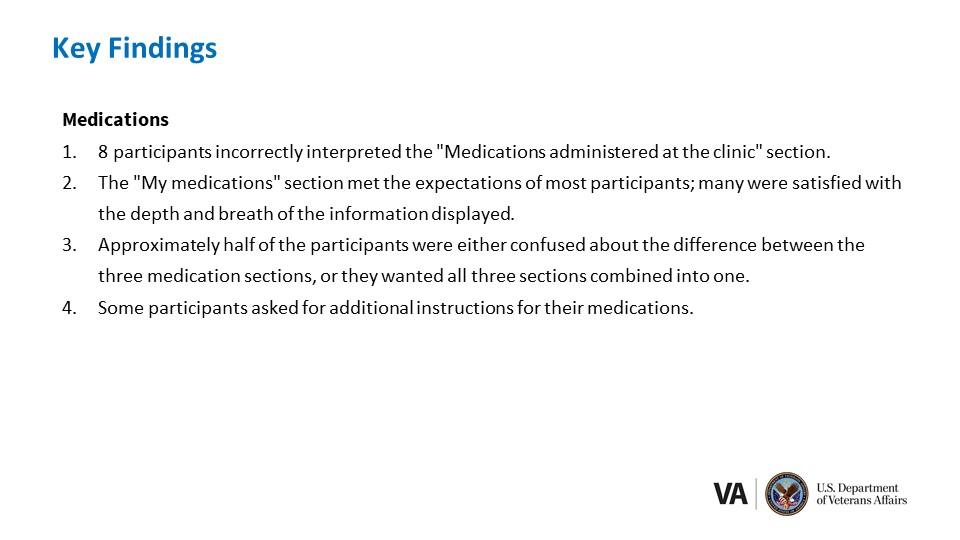 Key Findings
Medications
1. 8 participants incorrectly interpreted the "Medications administered at the clinic" section.
2. The "My medications" section met the expectations of most participants; many were satisfied with
the depth and breath of the information displayed.
3. Approximately half of the participants were either confused about the difference between the
three medication sections, or they wanted all three sections combined into one.
4. Some participants asked for additional instructions for their medications.
VA
U.S. Department
of Veterans Affairs